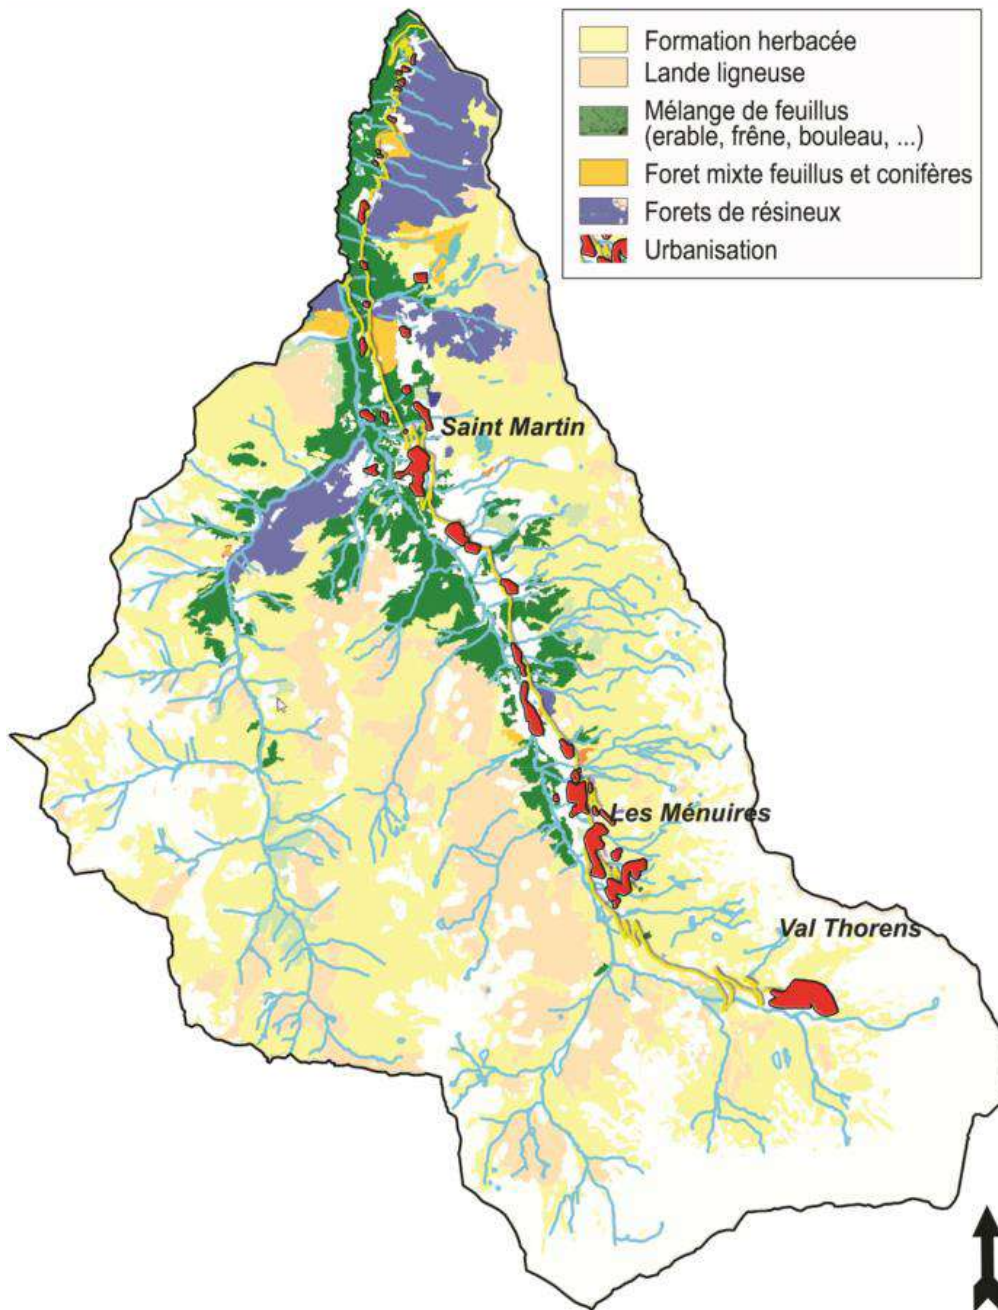 Formation herbacée
Lande ligneuse
Mélange de feuillus
(erable, frêne, bouleau, ...)
Foret mixte feuillus et conifères
Forets de résineux
Urbanisation
Saint Martin
Les Ménuires
Val Thorens